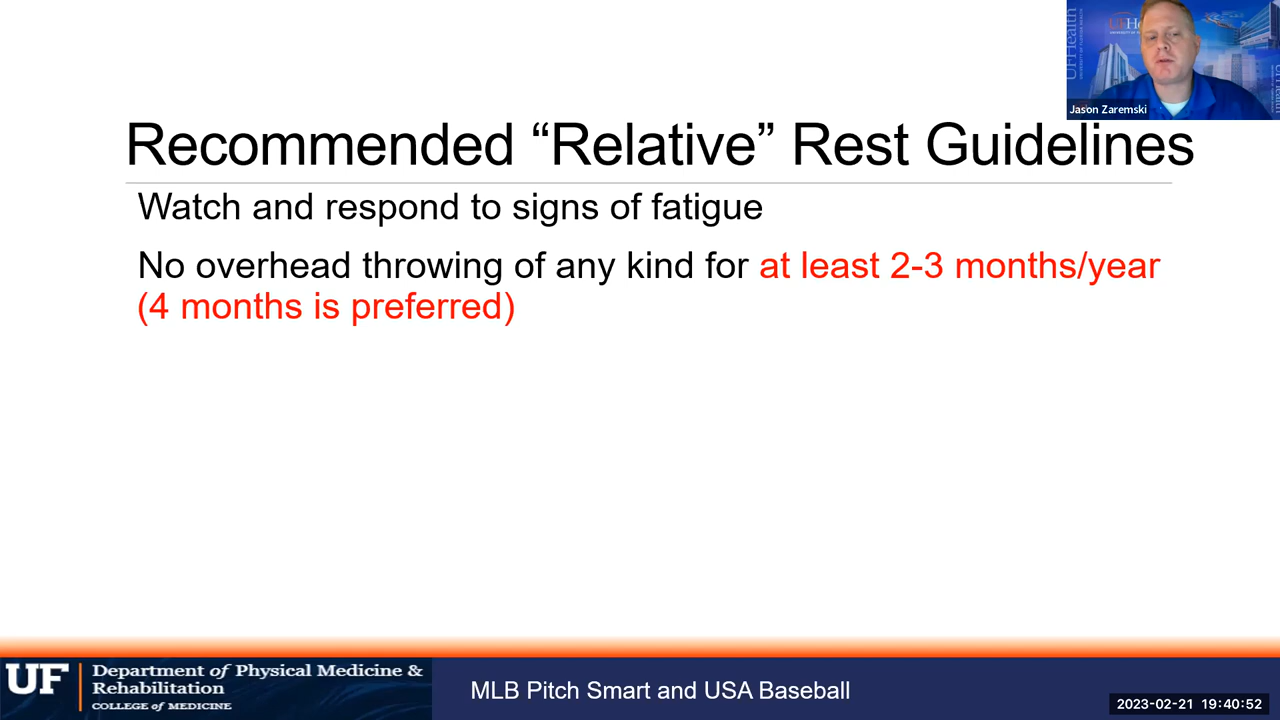 UFHealth
Jason Zaremski
Recommended “Relative” Rest Guidelines
Watch and respond to signs of fatigue
No overhead throwing of any kind for at least 2-3 months/year
(4 months is preferred)
UF
Department of Physical Medicine &
Rehabilitation
COLLEGE of MEDICINE
MLB Pitch Smart and USA Baseball
2023-02-21 19:40:52